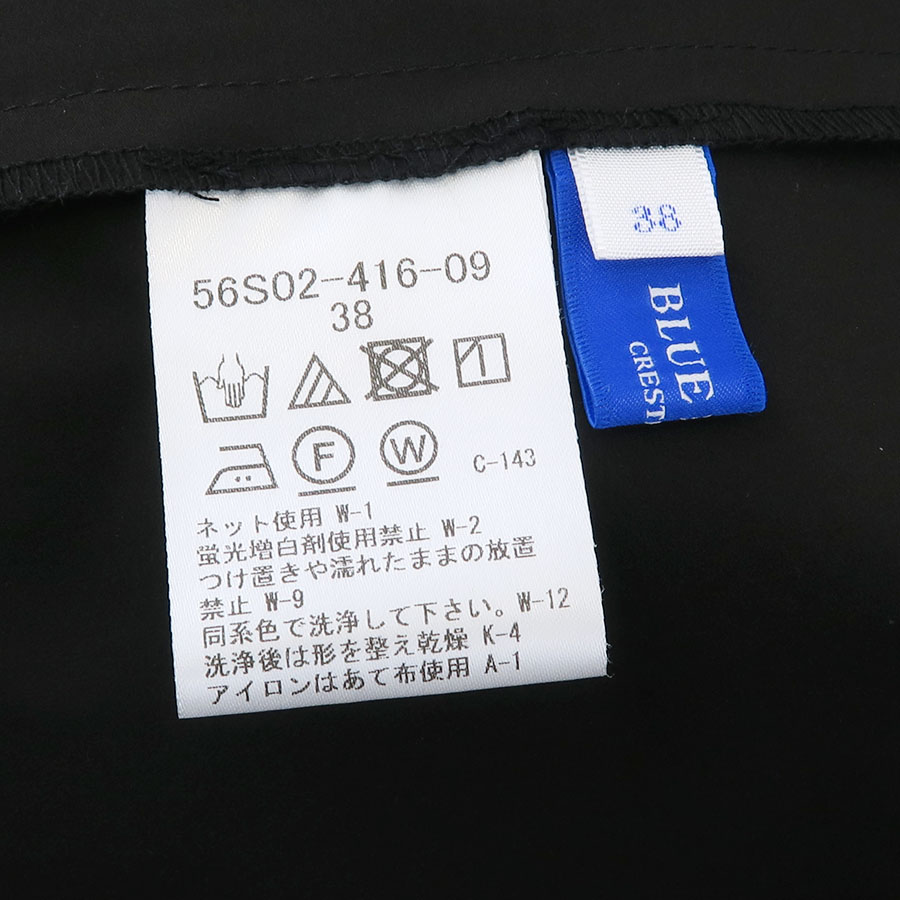 56S02-416-09
38
F
W
C-143
ネット使用 W-1
蛍光増白剤使用禁止 W-2
つけ置きや濡れたままの放置
禁止 W-9
同系色で洗浄して下さい。W-12
洗浄後は形を整え乾燥 K-4
アイロンはあて布使用 A-1
38
BLUE
CREST